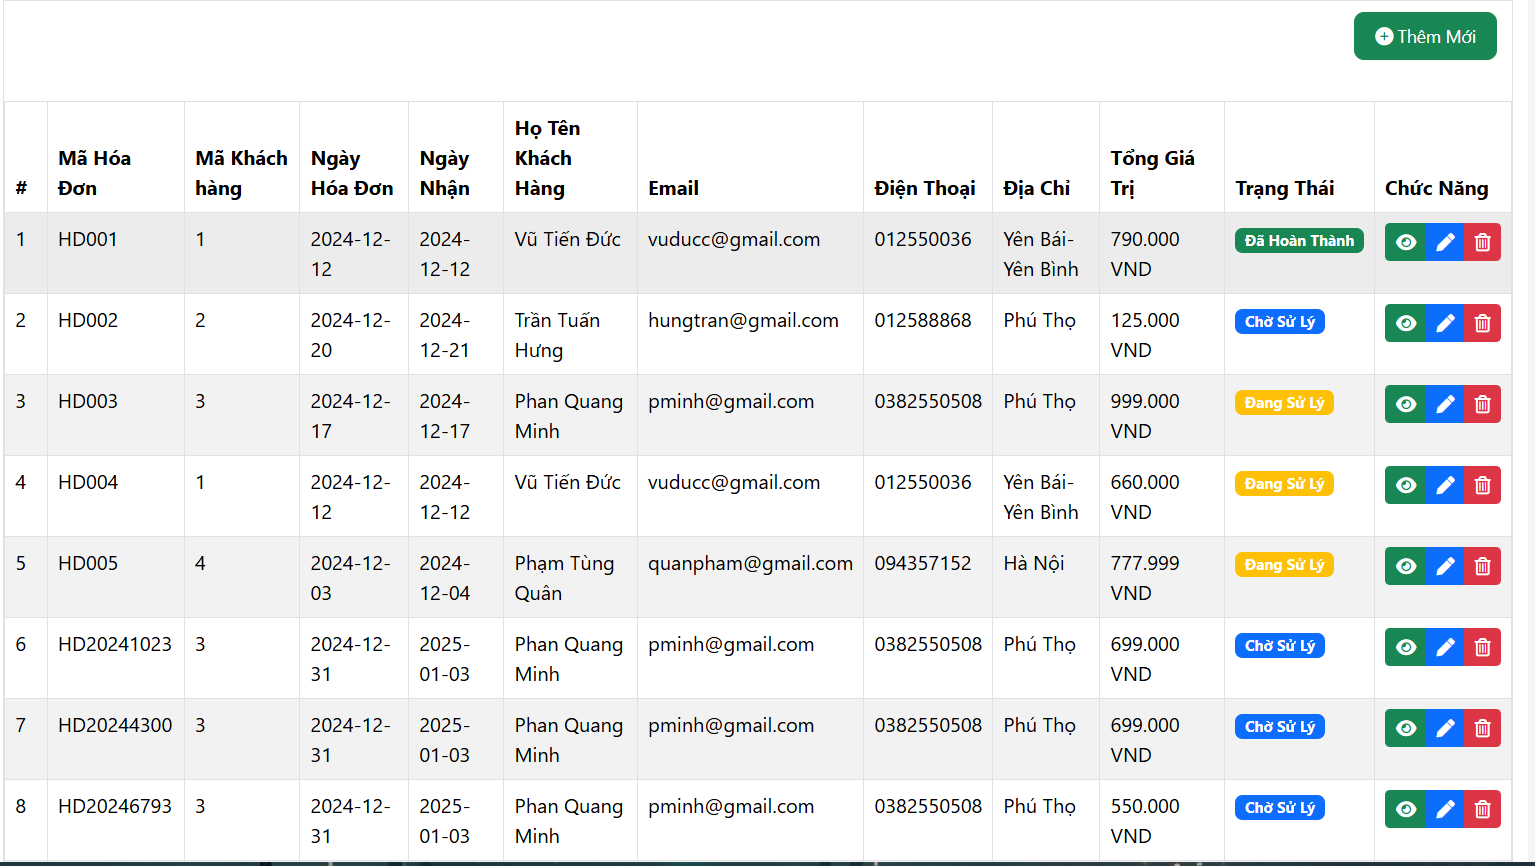 Thêm Mới
# Mã Hóa Đơn Mã Khách hàng Ngày Hóa Đơn Ngày Nhận Họ Tên Khách Hàng Email Điện Thoại Địa Chỉ Tổng Giá Trị Trạng Thái Chức Năng
1 HD001 1 2024-12-12 2024-12-12 Vũ Tiến Đức vuducc@gmail.com 012550036 Yên Bái-Yên Bình 790.000 VND Đã Hoàn Thành
2 HD002 2 2024-12-20 2024-12-21 Trần Tuấn Hưng hungtran@gmail.com 012588868 Phú Thọ 125.000 VND Chờ Sử Lý
3 HD003 3 2024-12-17 2024-12-17 Phan Quang Minh pminh@gmail.com 0382550508 Phú Thọ 999.000 VND Đang Sử Lý
4 HD004 1 2024-12-12 2024-12-12 Vũ Tiến Đức vuducc@gmail.com 012550036 Yên Bái-Yên Bình 660.000 VND Đang Sử Lý
5 HD005 4 2024-12-03 2024-12-04 Phạm Tùng Quân quanpham@gmail.com 094357152 Hà Nội 777.999 VND Đang Sử Lý
6 HD20241023 3 2024-12-31 2025-01-03 Phan Quang Minh pminh@gmail.com 0382550508 Phú Thọ 699.000 VND Chờ Sử Lý
7 HD20244300 3 2024-12-31 2025-01-03 Phan Quang Minh pminh@gmail.com 0382550508 Phú Thọ 699.000 VND Chờ Sử Lý
8 HD20246793 3 2024-12-31 2025-01-03 Phan Quang Minh pminh@gmail.com 0382550508 Phú Thọ 550.000 VND Chờ Sử Lý